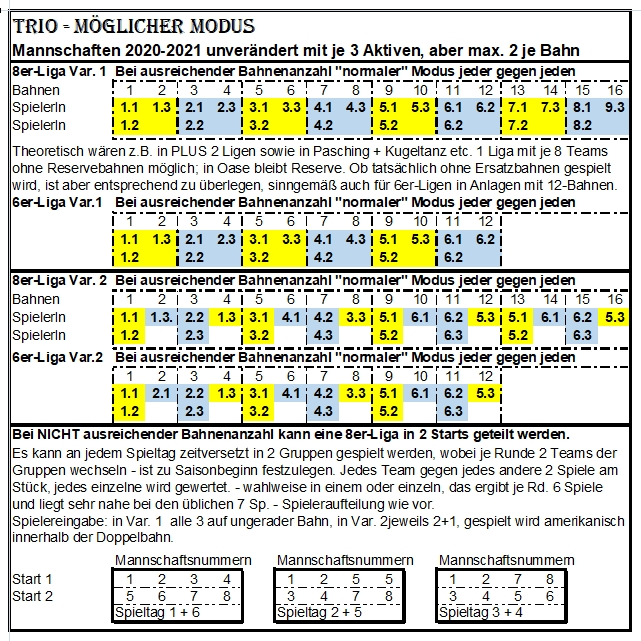 TRIO - MÖGLICHER MODUS
Mannschaften 2020-2021 unverändert mit je 3 Aktiven, aber max. 2 je Bahn
8er-Liga Var. 1 Bei ausreichender Bahnenanzahl "normaler" Modus jeder gegen jeden
Bahnen 1 2 3 4 5 6 7 8 9 10 11 12 13 14 15 16
SpielerIn 1.1 1.3 2.1 2.3 3.1 3.3 4.1 4.3 5.1 5.3 6.1 6.2 7.1 7.3 8.1 9.3
SpielerIn 1.2 2.2 3.2 4.2 5.2 6.2 7.2 8.2
Theoretisch wären z.B. in PLUS 2 Ligen sowie in Pasching + Kugeltanz etc. 1 Liga mit je 8 Teams
ohne Reservebahnen möglich; in Oase bleibt Reserve. Ob tatsächlich ohne Ersatzbahnen gespielt
wird, ist aber entsprechend zu überlegen, sinngemäß auch für 6er-Ligen in Anlagen mit 12-Bahnen.
6er-Liga Var.1 Bei ausreichender Bahnenanzahl "normaler" Modus jeder gegen jeden
1 2 3 4 5 6 7 8 9 10 11 12
1.1 1.3 2.1 2.3 3.1 3.3 4.1 4.3 5.1 5.3 6.1 6.2
1.2 2.2 3.2 4.2 5.2 6.2
8er-Liga Var. 2 Bei ausreichender Bahnenanzahl "normaler" Modus jeder gegen jeden
Bahnen 1 2 3 4 5 6 7 8 9 10 11 12 13 14 15 16
SpielerIn 1.1 1.3. 2.2 1.3 3.1 4.1 4.2 3.3 5.1 6.1 6.2 5.3 5.1 6.1 6.2 5.3
SpielerIn 1.2 2.3 3.2 4.3 5.2 6.3 5.2 6.3
6er-Liga Var.2 Bei ausreichender Bahnenanzahl "normaler" Modus jeder gegen jeden
1 2 3 4 5 6 7 8 9 10 11 12
1.1 2.1 2.2 1.3 3.1 4.1 4.2 3.3 5.1 6.1 6.2 5.3
1.2 2.3 3.2 4.3 5.2 6.3
Bei NICHT ausreichender Bahnenanzahl kann eine 8er-Liga in 2 Starts geteilt werden.
Es kann an jedem Spieltag zeitversetzt in 2 Gruppen gespielt werden, wobei je Runde 2 Teams der
Gruppen wechseln - ist zu Saisonbeginn festzulegen. Jedes Team gegen jedes andere 2 Spiele am
Stück, jedes einzelne wird gewertet. - wahlweise in einem oder einzeln, das ergibt je Rd. 6 Spiele
und liegt sehr nahe bei den üblichen 7 Sp. - Spieleraufteilung wie vor.
Spielereingabe: in Var. 1 alle 3 auf ungerader Bahn, in Var. 2jeweils 2+1, gespielt wird amerikanisch
innerhalb der Doppelbahn.
Mannschaftsnummern Mannschaftsnummern Mannschaftsnummern
Start 1 1 2 3 4 1 2 5 5 1 2 7 8
Start 2 5 6 7 8 3 4 7 8 3 4 5 6
Spieltag 1 + 6 Spieltag 2 + 5 Spieltag 3 + 4